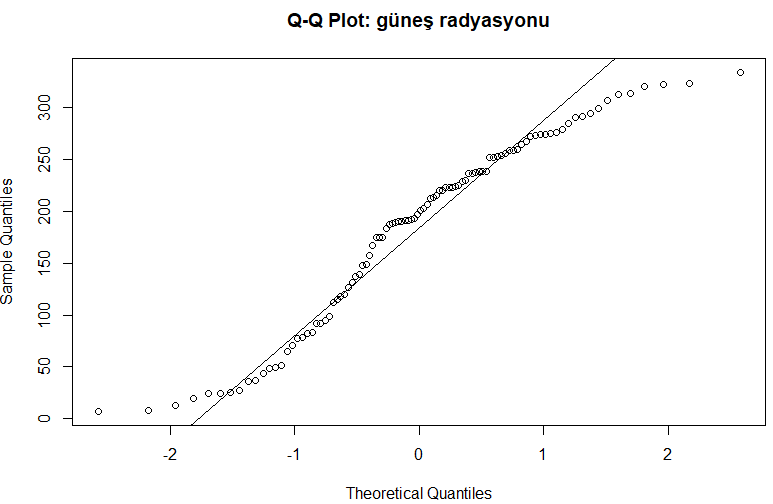 Q-Q Plot: güneş radyasyonu
Sample Quantiles
300
250
200
150
100
50
0
-2 -1 0 1 2
Theoretical Quantiles